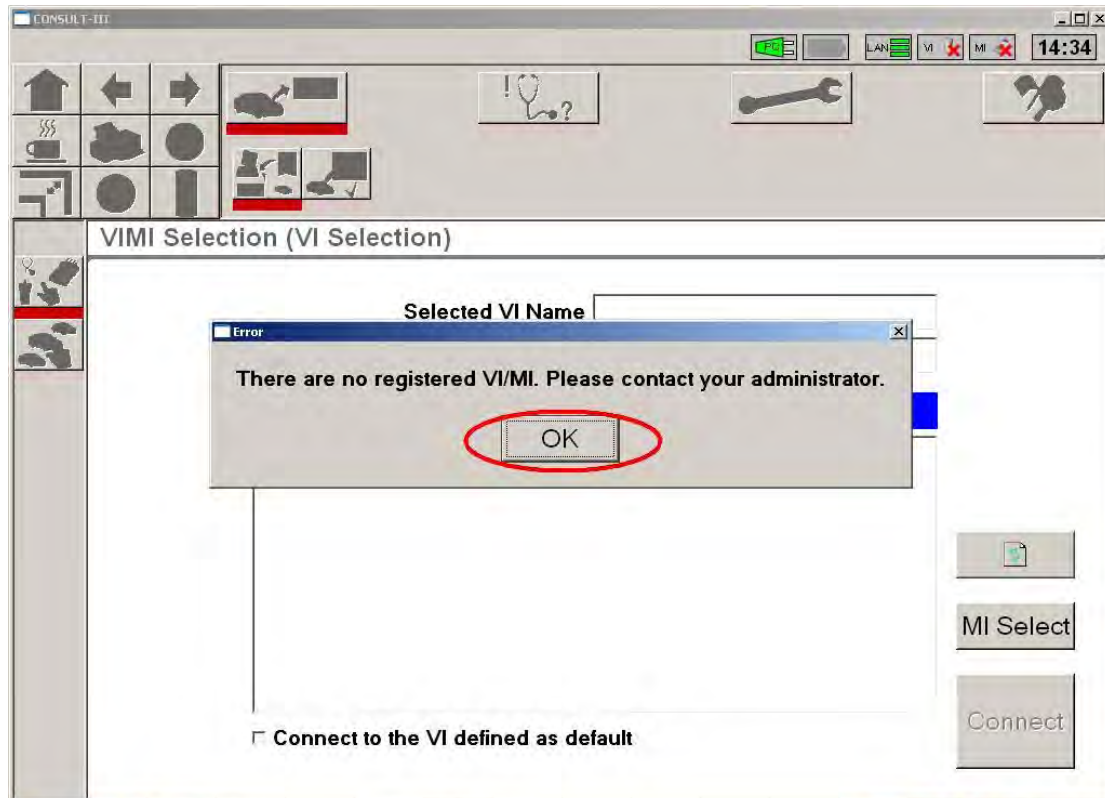 CONSULT-III
PC
LAN
VI
MI
14:34
! ?
VIMI Selection (VI Selection)
Selected VI Name
Error
There are no registered VI/MI. Please contact your administrator.
OK
MI Select
Connect
Connect to the VI defined as default